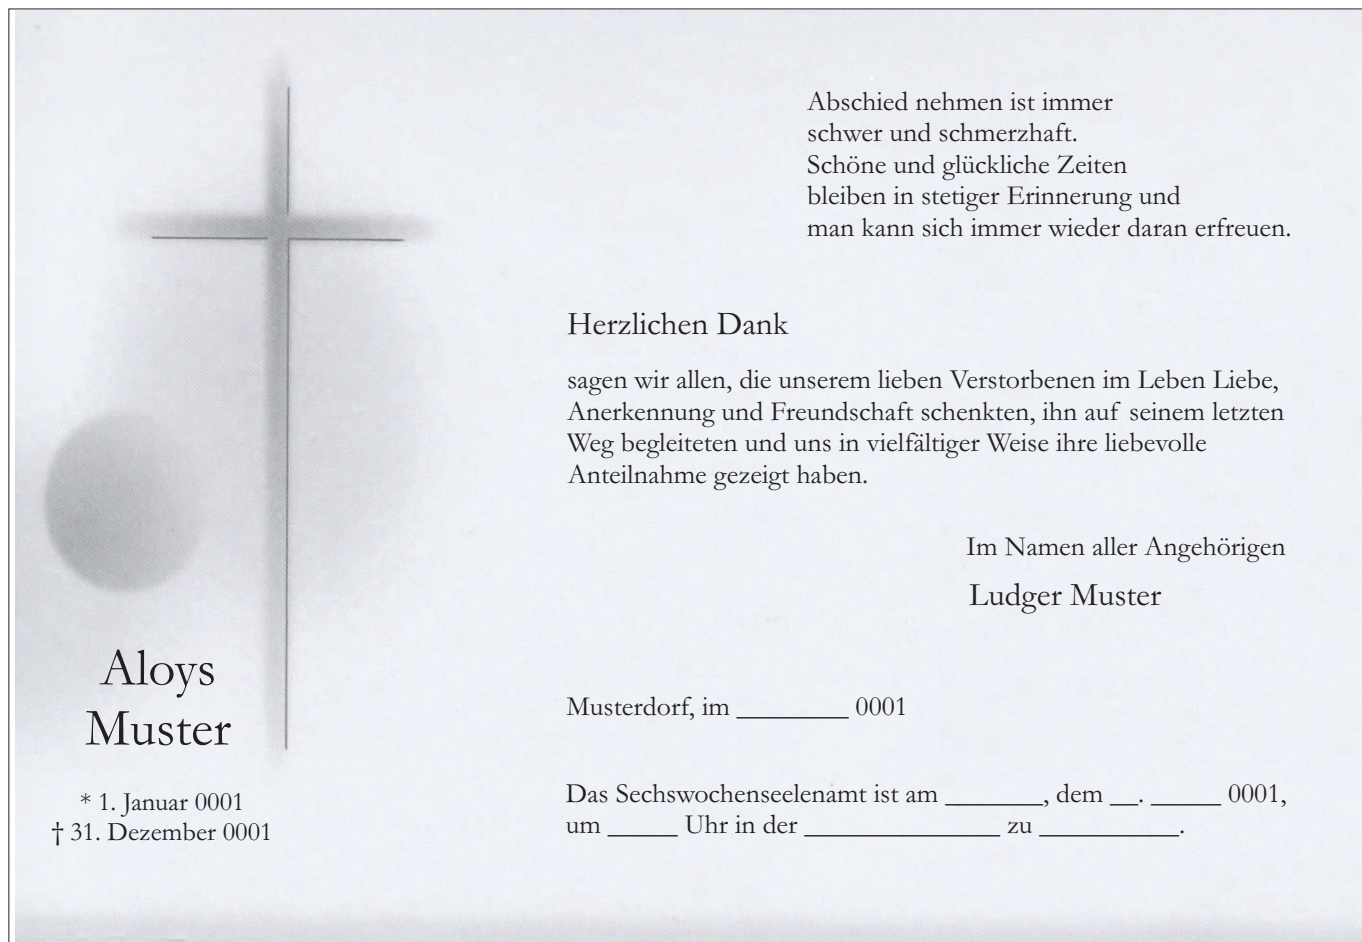 Abschied nehmen ist immer
schwer und schmerzhaft.
Schöne und glückliche Zeiten
bleiben in stetiger Erinnerung und
man kann sich immer wieder daran erfreuen.
Herzlichen Dank
sagen wir allen, die unserem lieben Verstorbenen im Leben Liebe,
Anerkennung und Freundschaft schenkten, ihn auf seinem letzten
Weg begleiteten und uns in vielfältiger Weise ihre liebevolle
Anteilnahme gezeigt haben.
Im Namen aller Angehörigen
Ludger Muster
Aloys
Muster
* 1. Januar 0001
† 31. Dezember 0001
Musterdorf, im ________ 0001
Das Sechswochenseelenamt ist am _______, dem __. _____ 0001,
um _____ Uhr in der ______________ zu __________.